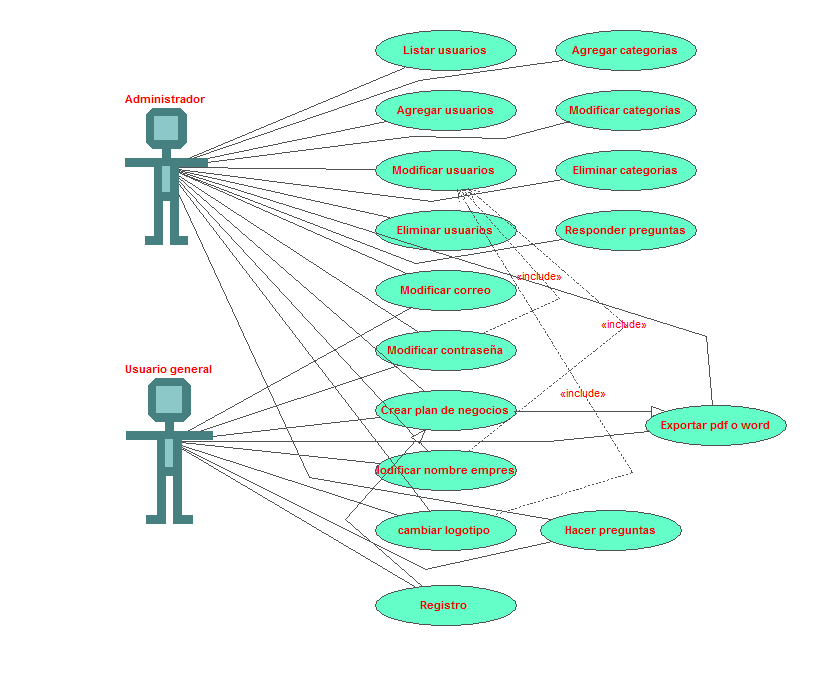 Listar usuarios
Agregar categorias
Administrador
Agregar usuarios
Modificar categorias
Modificar usuarios
Eliminar categorias
Eliminar usuarios
Responder preguntas
«include»
Modificar correo
«include»
Modificar contraseña
Usuario general
«include»
Crear plan de negocios
Exportar pdf o word
odificar nombre empres
cambiar logotipo
Hacer preguntas
Registro